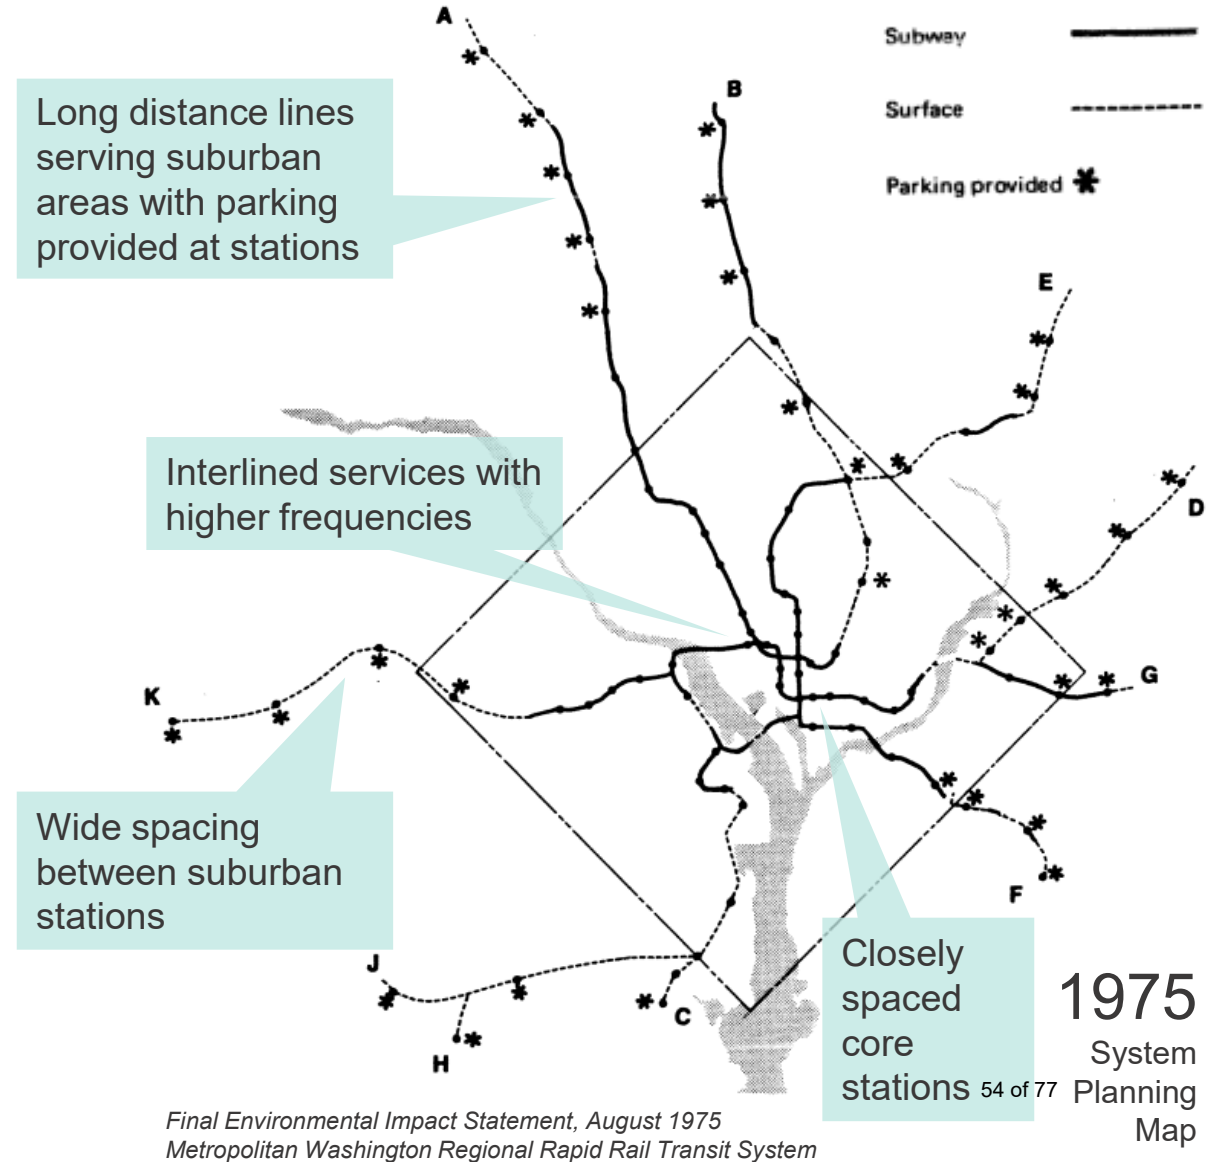 A
Subway
B
Surface
Parking provided
Long distance lines
serving suburban
areas with parking
provided at stations
E
Interlined services with
higher frequencies
D
G
K
Wide spacing
between suburban
stations
F
Closely
spaced
core
stations
J
C
H
1975
System
Planning
Map
54 of 77
Final Environmental Impact Statement, August 1975
Metropolitan Washington Regional Rapid Rail Transit System